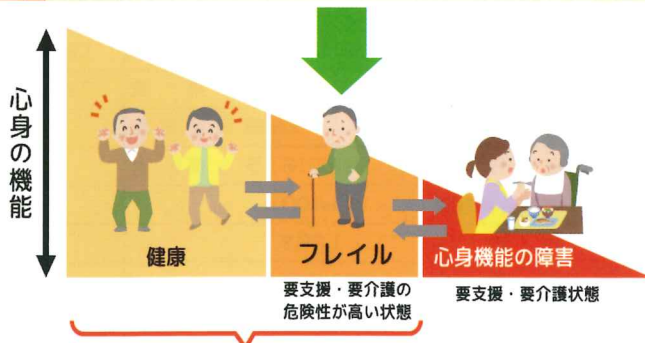 心身の機能
健康
フレイル
心身機能の障害
要支援・要介護の
危険性が高い状態
要支援・要介護状態